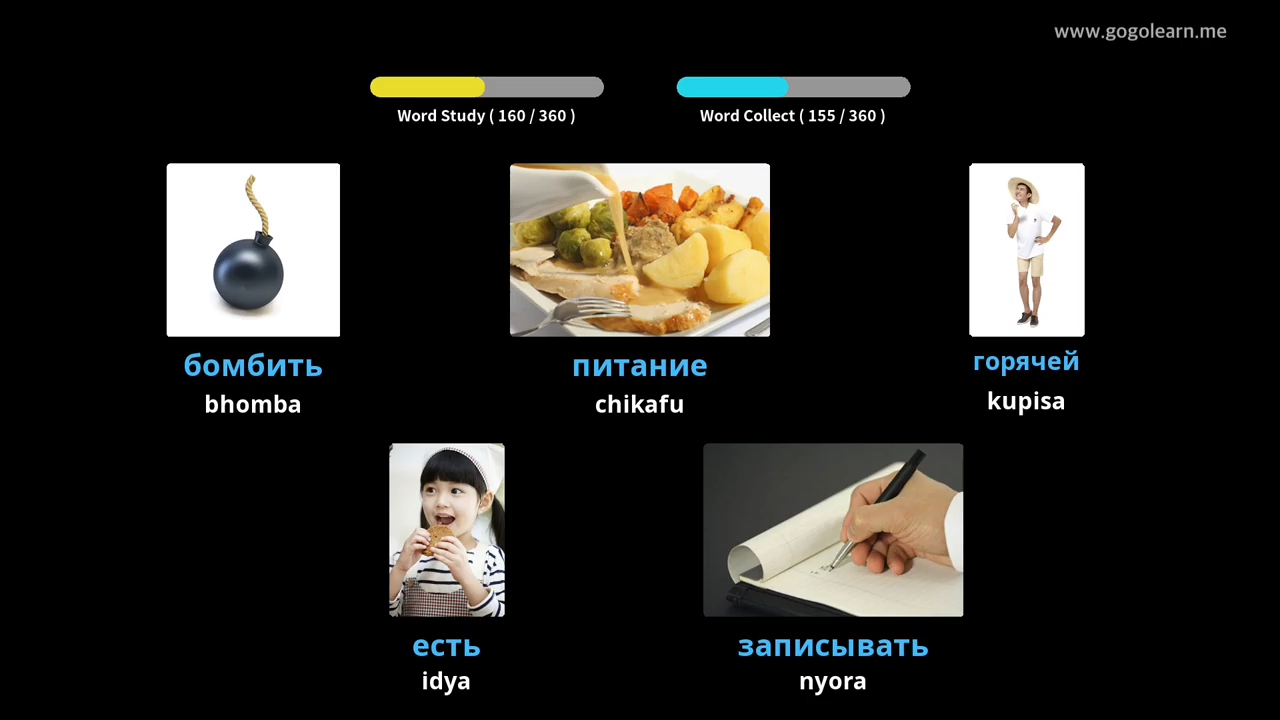 www.gogolearn.me
Word Study ( 160 / 360 )
Word Collect ( 155 / 360 )
бомбить
bhomba
питание
chikafu
горячей
kupisa
есть
idya
записывать
nyora